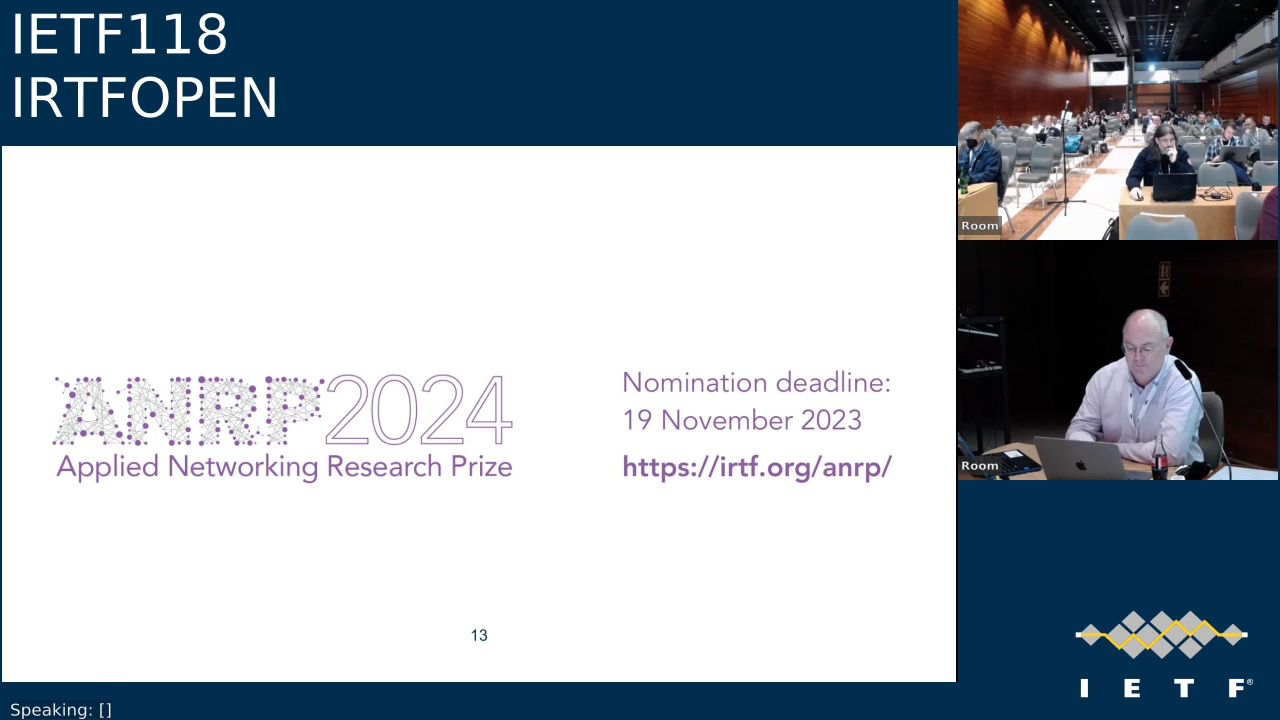 IETF118
IRTFOPEN
ANRP2024
Applied Networking Research Prize
Nomination deadline:
19 November 2023
https://irtf.org/anrp/
13
Room
Room
IETF®
Speaking: []